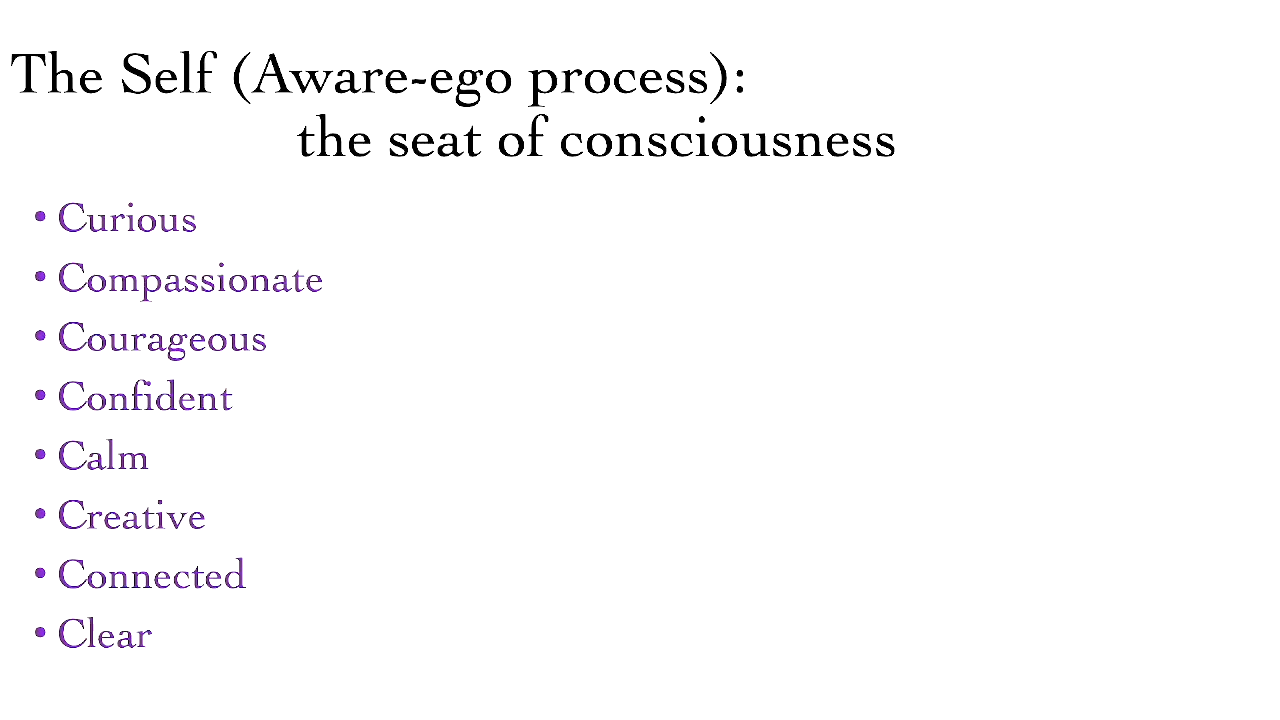 The Self (Aware-ego process):
the seat of consciousness
• Curious
• Compassionate
• Courageous
• Confident
• Calm
• Creative
• Connected
• Clear